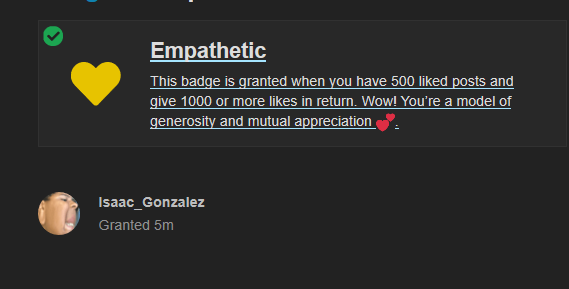 Empathetic
This badge is granted when you have 500 liked posts and
give 1000 or more likes in return. Wow! You're a model of
generosity and mutual appreciation 💕.
Isaac_Gonzalez
Granted 5m